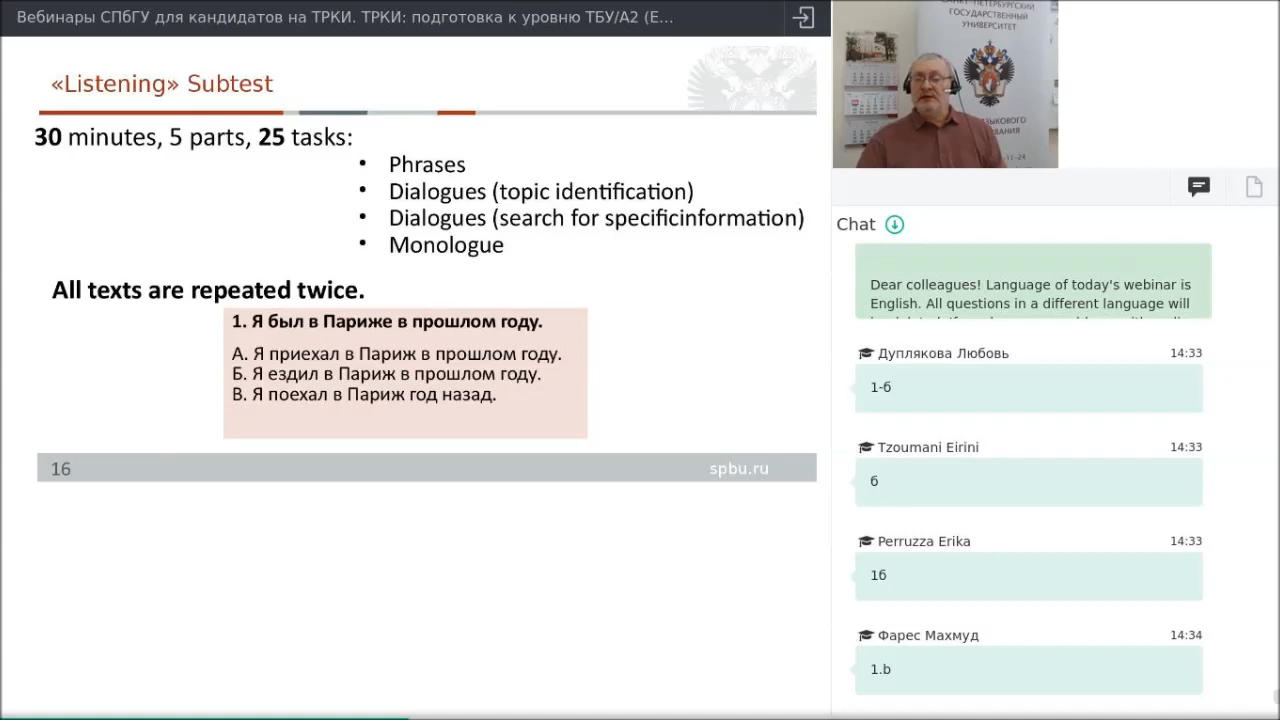 Вебинары СПбГУ для кандидатов на ТРКИ. ТРКИ: подготовка к уровню ТБУ/А2 (Е...
«Listening» Subtest
30 minutes, 5 parts, 25 tasks:
• Phrases
• Dialogues (topic identification)
• Dialogues (search for specificinformation)
• Monologue
All texts are repeated twice.
1. Я был в Париже в прошлом году.
А. Я приехал в Париж в прошлом году.
Б. Я ездил в Париж в прошлом году.
В. Я поехал в Париж год назад.
16
spbu.ru
ГОСУДАРСТВЕННЫЙ
УНИВЕРСИТЕТ
Chat
Dear colleagues! Language of today's webinar is
English. All questions in a different language will
Дуплякова Любовь 14:33
1-б
Tzoumani Eirini 14:33
б
Perruzza Erika 14:33
1б
Фарес Махмуд 14:34
1.b